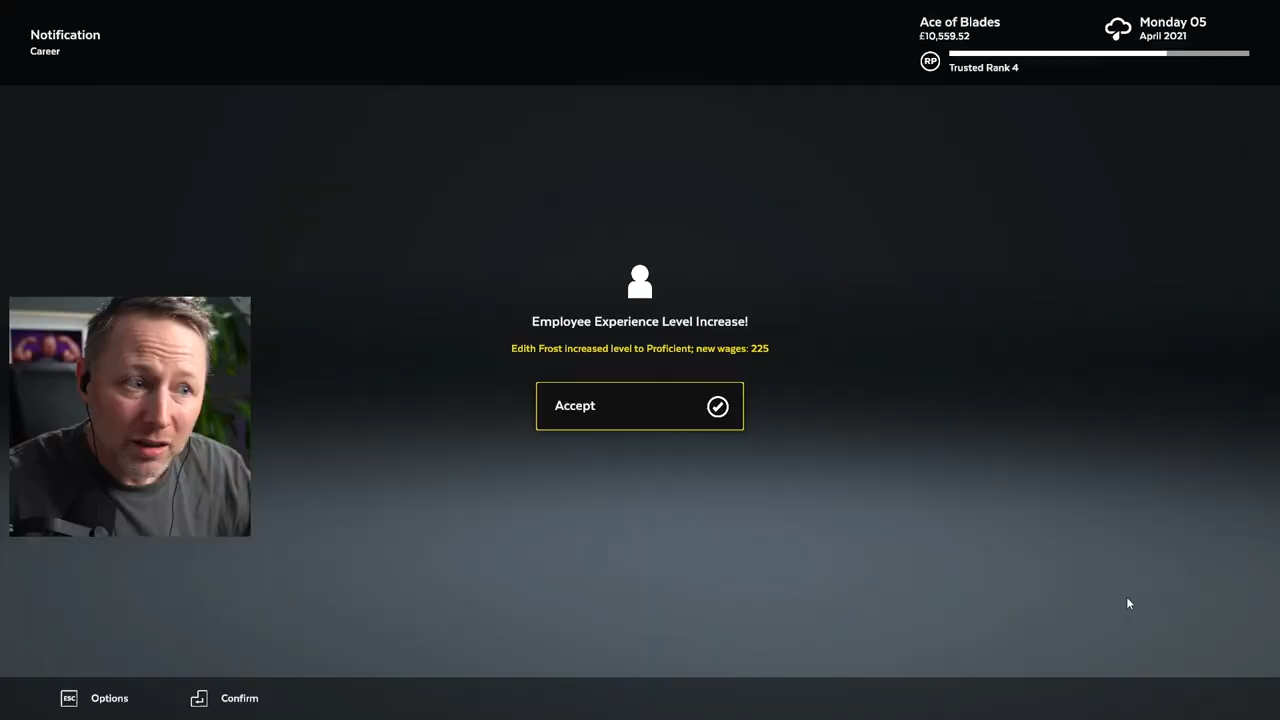 Notification
Career
Ace of Blades
£10,559.52
Monday 05
April 2021
RP
Trusted Rank 4
Employee Experience Level Increase!
Edith Frost increased level to Proficient; new wages: 225
Accept
ESC Options
Confirm